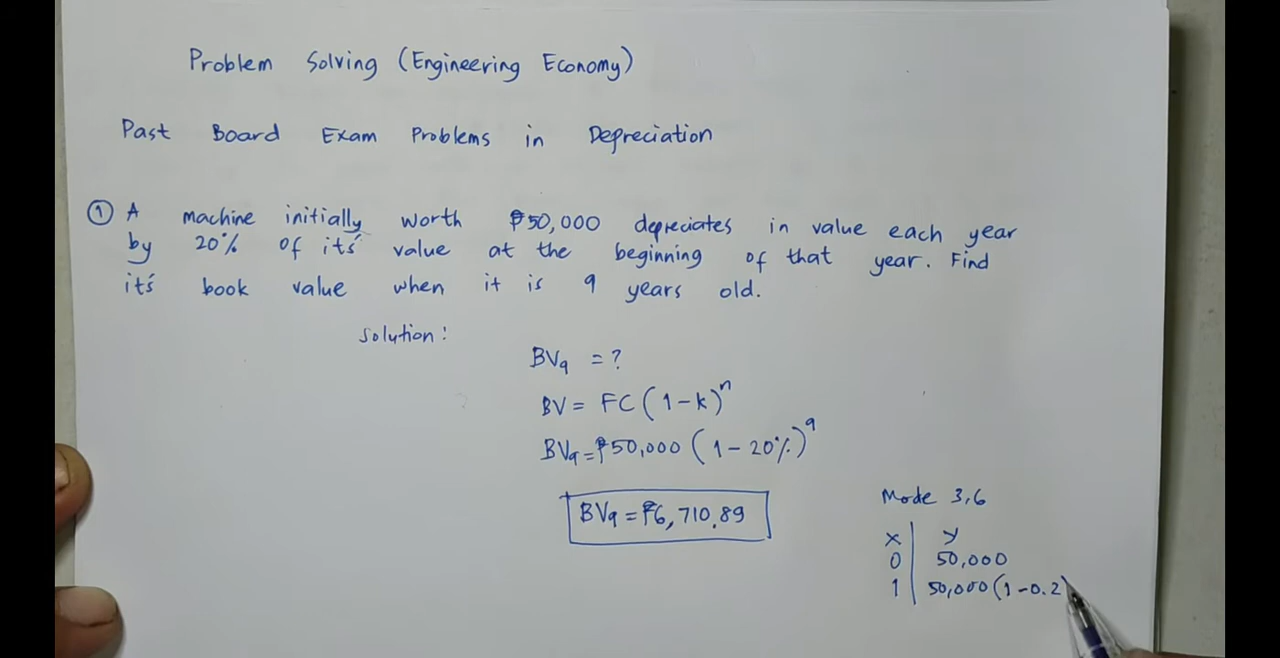 Problem Solving (Engineering Economy)
Past Board Exam Problems in Depreciation
① A machine initially worth ₱50,000 depreciates in value each year
by 20% of it's value at the beginning of that year. Find
it's book value when it is 9 years old.
Solution:
BV₉ = ?
BV = FC (1-k)ⁿ
BV₉ = ₱50,000 (1 - 20%)⁹
BV₉ = ₱6,710.89
Mode 3,6
x | y
0 | 50,000
1 | 50,000 (1-0.2)